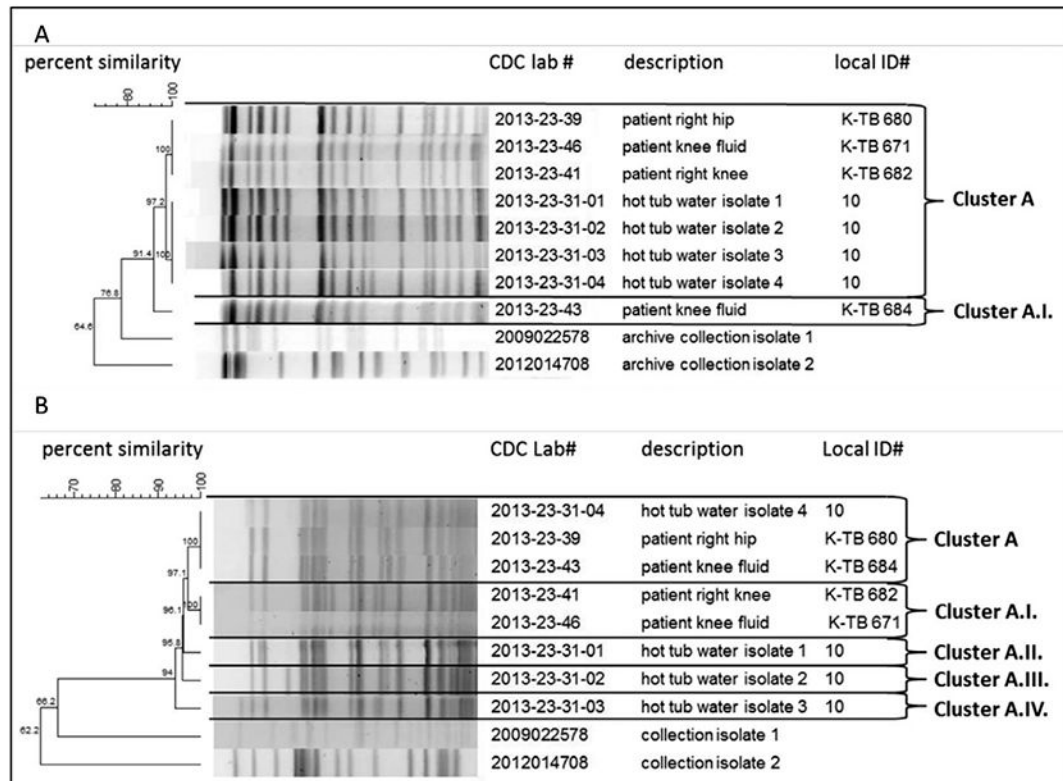 A
percent similarity CDC lab # description local ID#
80 100
2013-23-39 patient right hip K-TB 680
2013-23-46 patient knee fluid K-TB 671
100
2013-23-41 patient right knee K-TB 682
97.2
2013-23-31-01 hot tub water isolate 1 10 Cluster A
2013-23-31-02 hot tub water isolate 2 10
91.4 100
2013-23-31-03 hot tub water isolate 3 10
2013-23-31-04 hot tub water isolate 4 10
76.8
2013-23-43 patient knee fluid K-TB 684 Cluster A.I.
64.6
2009022578 archive collection isolate 1
2012014708 archive collection isolate 2
B
percent similarity CDC Lab# description Local ID#
70 80 90 100
2013-23-31-04 hot tub water isolate 4 10
100
2013-23-39 patient right hip K-TB 680 Cluster A
97.1
2013-23-43 patient knee fluid K-TB 684
2013-23-41 patient right knee K-TB 682
96.1 100
Cluster A.I.
2013-23-46 patient knee fluid K-TB 671
95.8
2013-23-31-01 hot tub water isolate 1 10 Cluster A.II.
94
2013-23-31-02 hot tub water isolate 2 10 Cluster A.III.
66.2
2013-23-31-03 hot tub water isolate 3 10 Cluster A.IV.
62.2
2009022578 collection isolate 1
2012014708 collection isolate 2